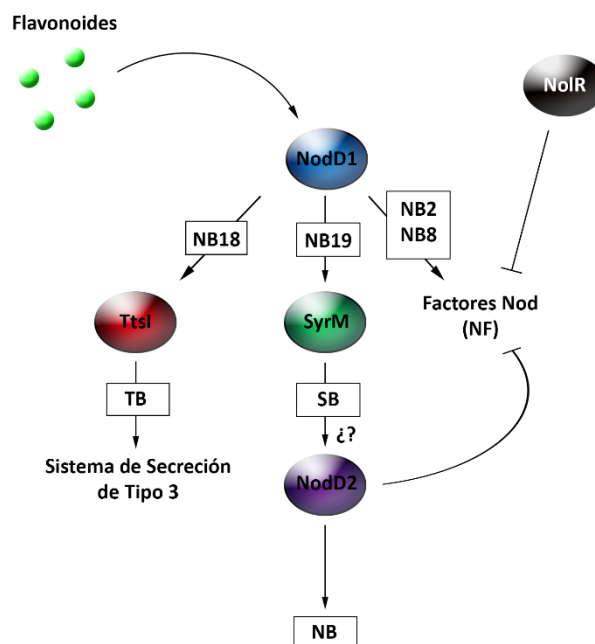 Flavonoides
NolR
NodD1
NB2
NB8
NB18
NB19
Factores Nod
(NF)
TtsI
SyrM
TB
SB
¿?
Sistema de Secreción
de Tipo 3
NodD2
NB